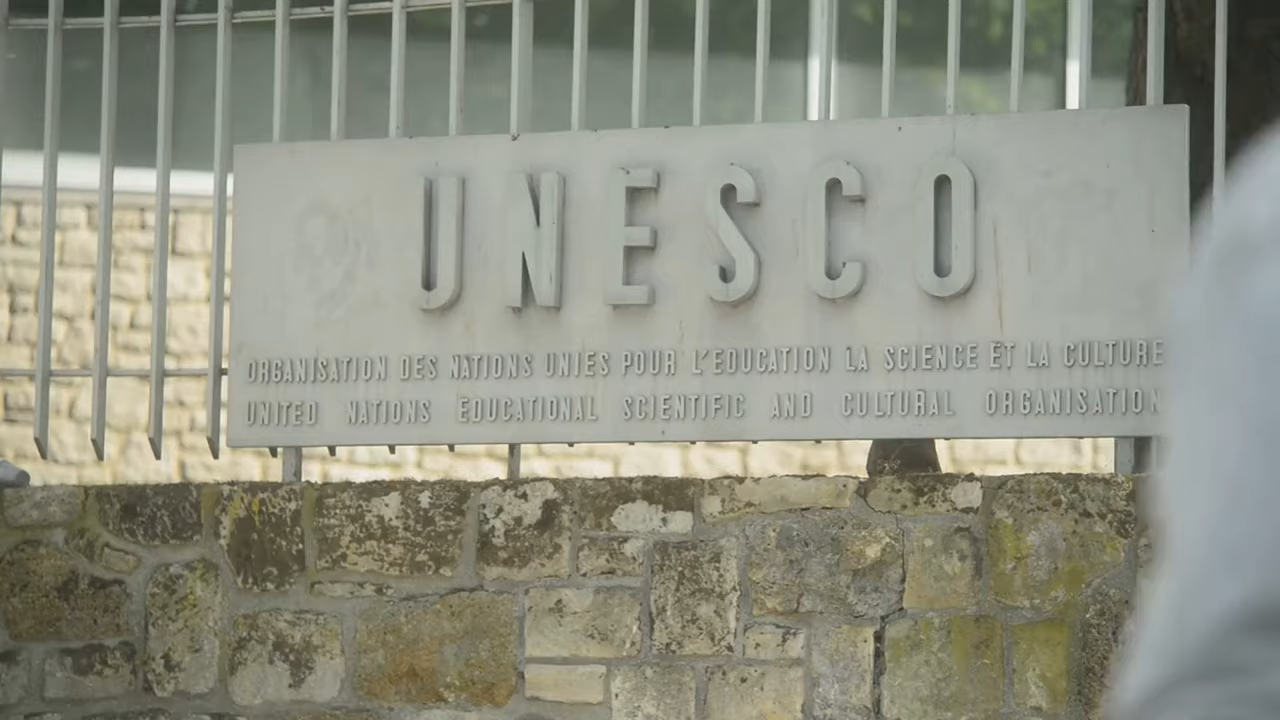 UNESCO
ORGANISATION DES NATIONS UNIES POUR L'EDUCATION LA SCIENCE ET LA CULTURE
UNITED NATIONS EDUCATIONAL SCIENTIFIC AND CULTURAL ORGANISATION